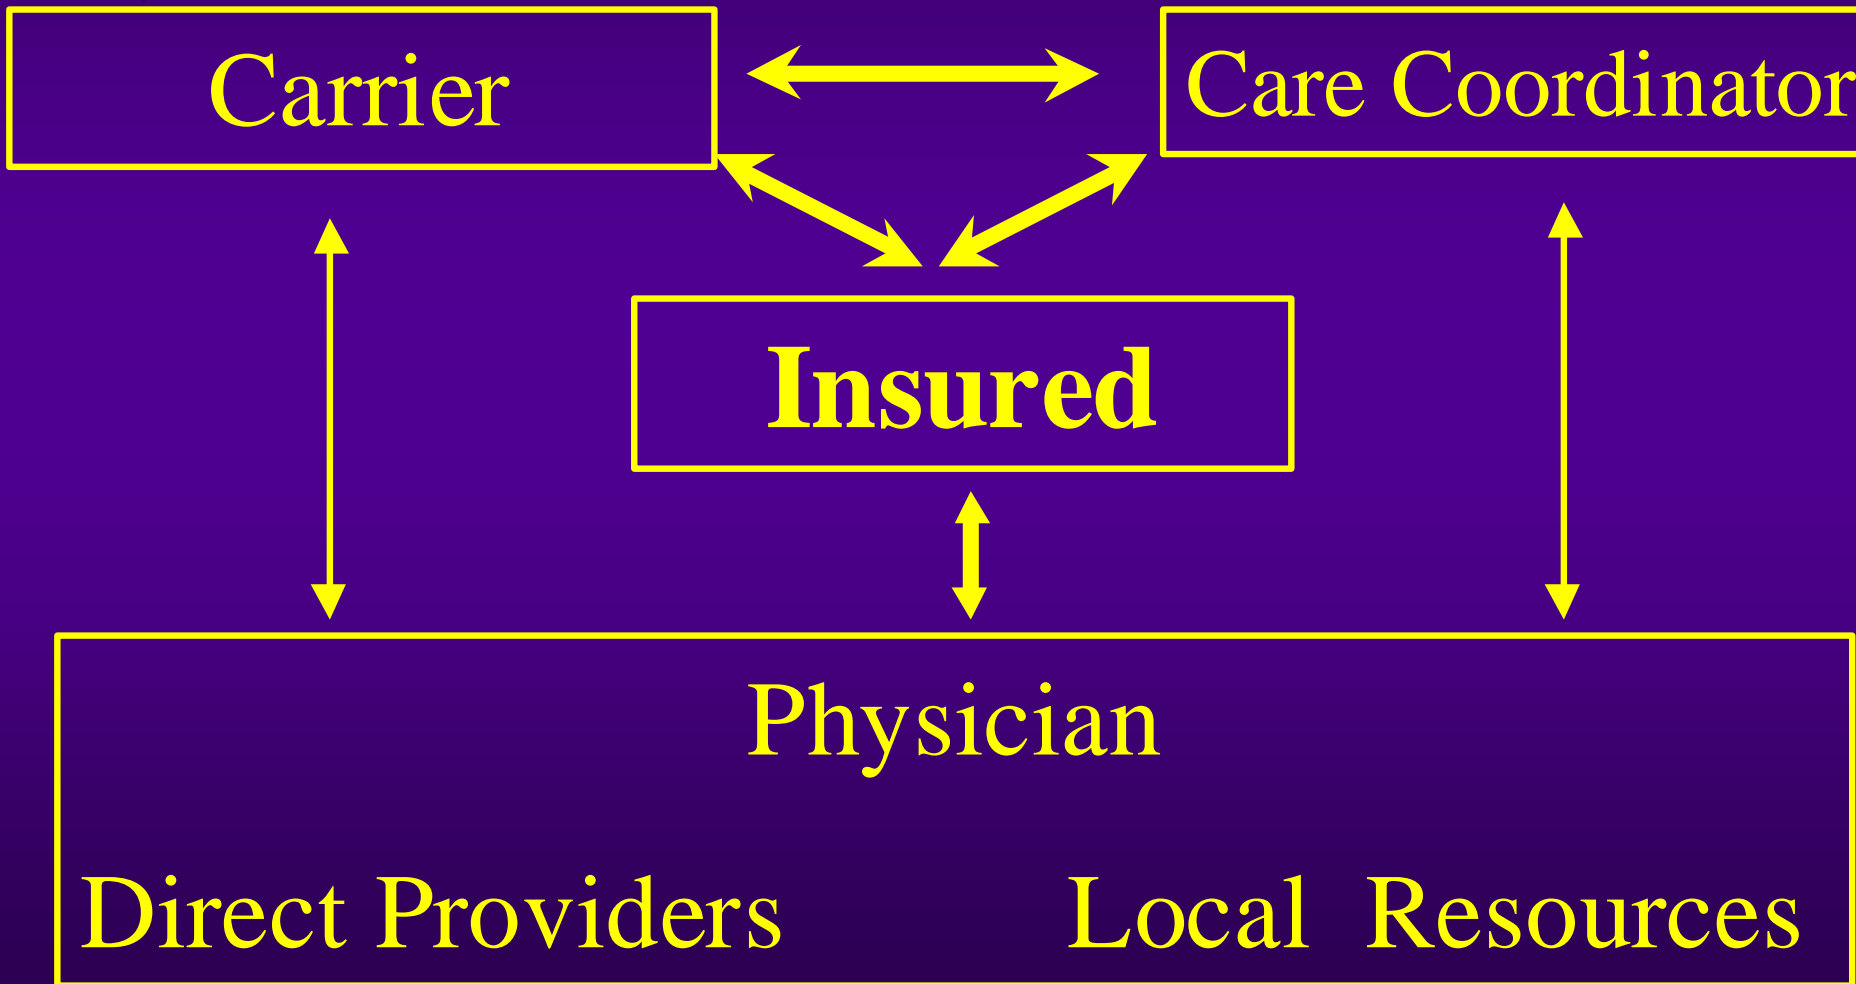 Carrier
Care Coordinator
Insured
Physician
Direct Providers
Local Resources